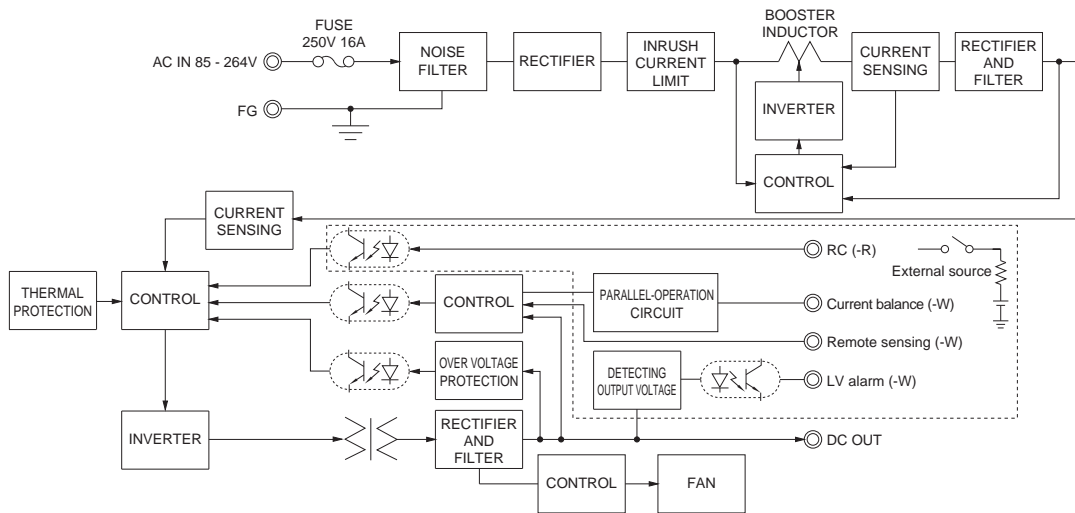 FUSE
250V 16A
AC IN 85 - 264V
FG
NOISE
FILTER
RECTIFIER
INRUSH
CURRENT
LIMIT
BOOSTER
INDUCTOR
CURRENT
SENSING
RECTIFIER
AND
FILTER
INVERTER
CONTROL
CURRENT
SENSING
RC (-R)
External source
THERMAL
PROTECTION
CONTROL
CONTROL
PARALLEL-OPERATION
CIRCUIT
Current balance (-W)
Remote sensing (-W)
OVER VOLTAGE
PROTECTION
DETECTING
OUTPUT VOLTAGE
LV alarm (-W)
INVERTER
RECTIFIER
AND
FILTER
DC OUT
CONTROL
FAN